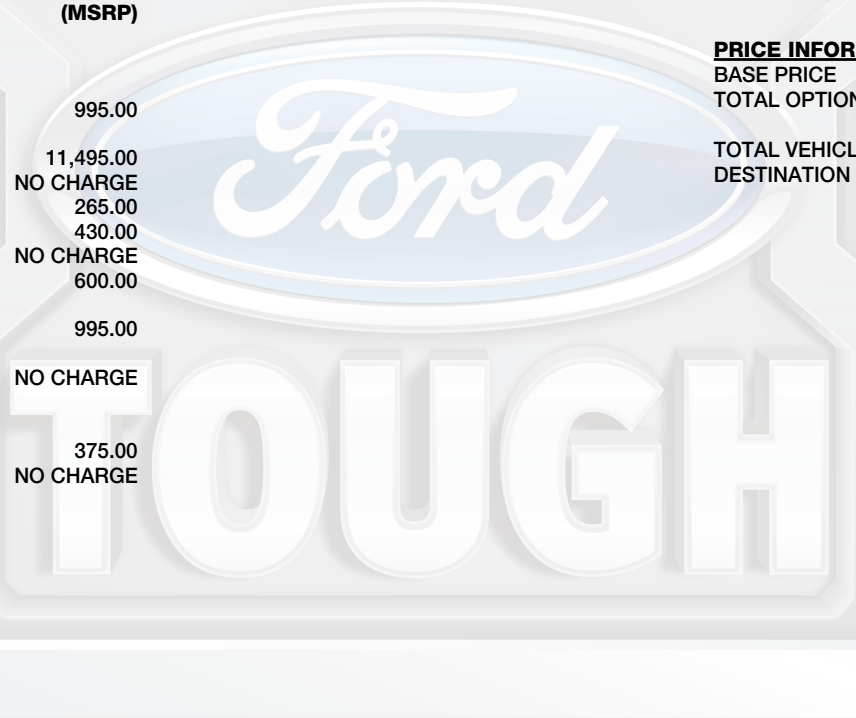 (MSRP)
995.00
11,495.00
NO CHARGE
265.00
430.00
NO CHARGE
600.00
995.00
NO CHARGE
375.00
NO CHARGE
PRICE INFOR
BASE PRICE
TOTAL OPTION
TOTAL VEHICL
DESTINATION
Ford
TOUGH